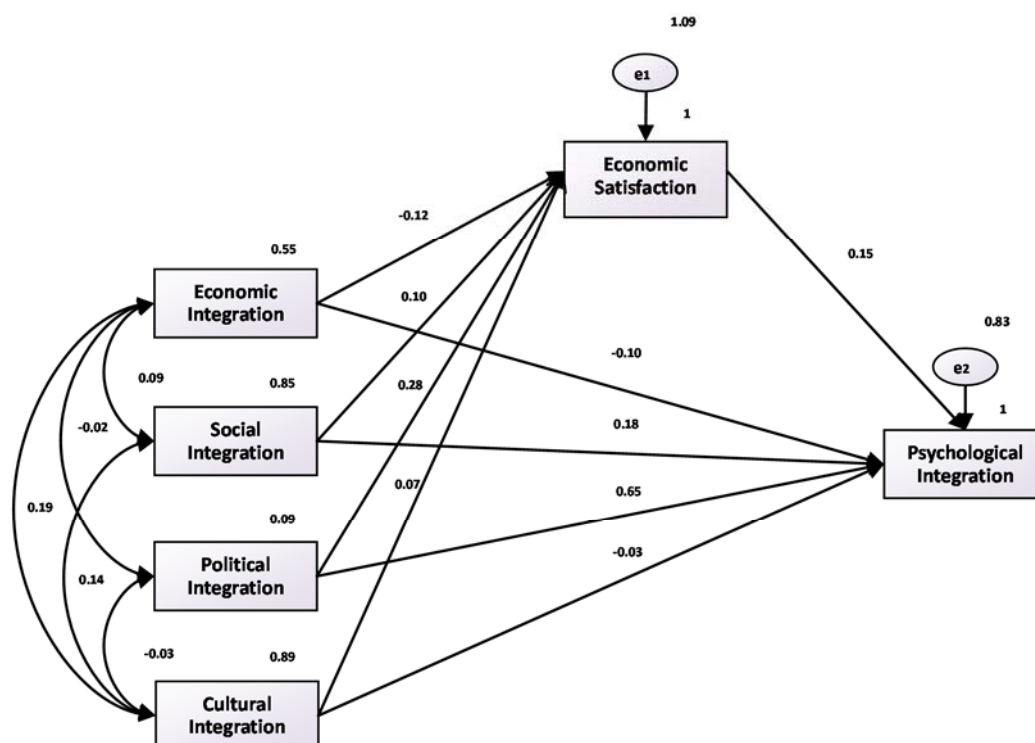 1.09
e1
1
Economic
Satisfaction
-0.12
0.55
0.15
Economic
Integration
0.10
0.83
-0.10
e2
0.09
0.85
0.28
1
-0.02
Social
Integration
0.18
Psychological
Integration
0.07
0.65
0.19
0.09
-0.03
Political
Integration
0.14
-0.03
0.89
Cultural
Integration